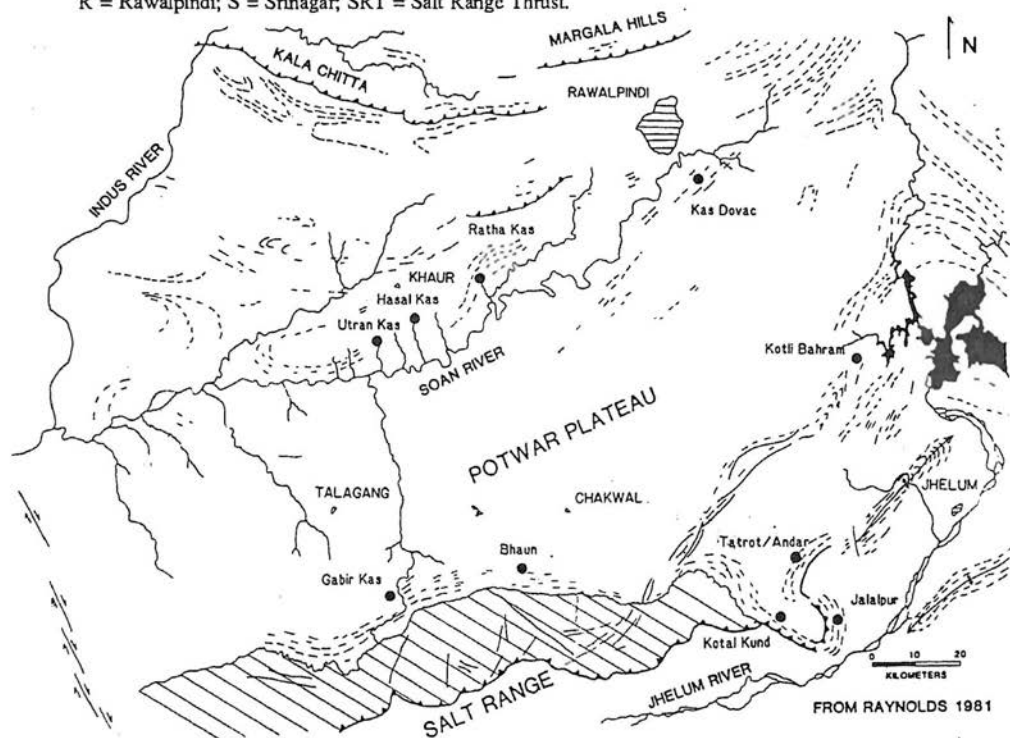 R = Rawalpindi; S = Srinagar; SRT = Salt Range Thrust.
MARGALA HILLS
N
KALA CHITTA
RAWALPINDI
INDUS RIVER
Kas Dovac
Ratha Kas
KHAUR
Hasal Kas
Utran Kas
SOAN RIVER
Kotli Bahram
POTWAR PLATEAU
TALAGANG
CHAKWAL
JHELUM
Tatrot/Andar
Bhaun
Gabir Kas
Jalalpur
Kotal Kund
0 10 20
KILOMETERS
SALT RANGE
JHELUM RIVER
FROM RAYNOLDS 1981